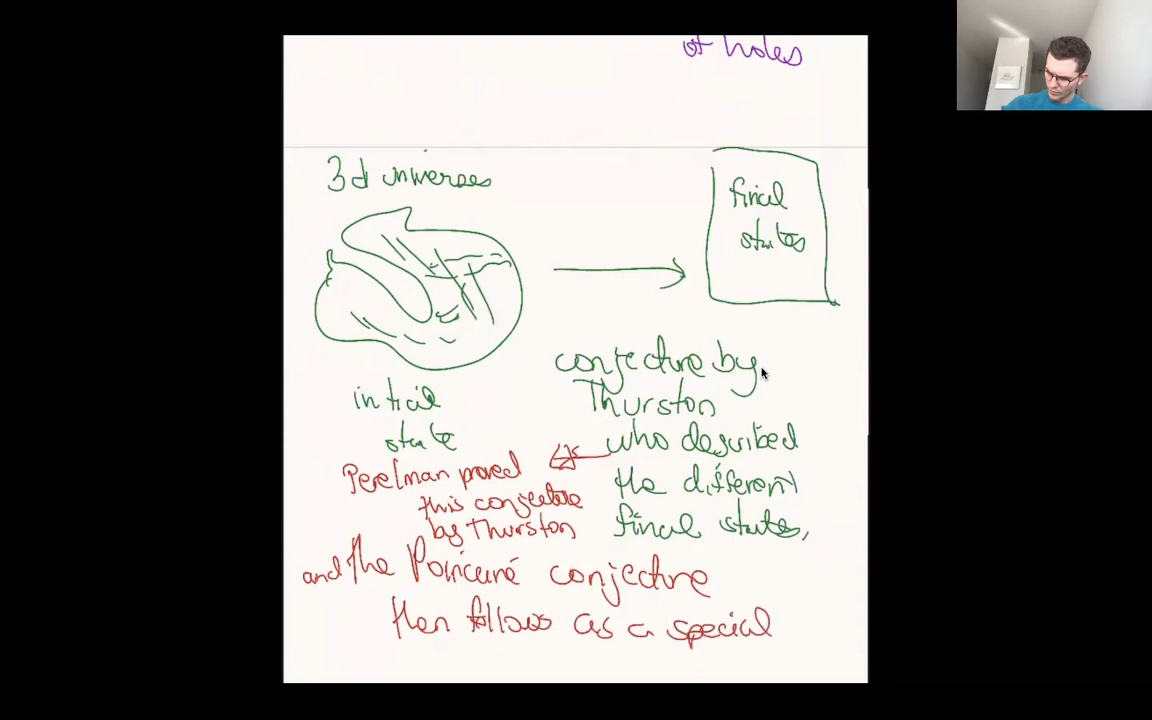 of holes
3d universes
final
states
initial
state
conjecture by
Thurston
who described
the different
final states,
Perelman proved
this conjecture
by Thurston
and the Poincaré conjecture
then follows as a special